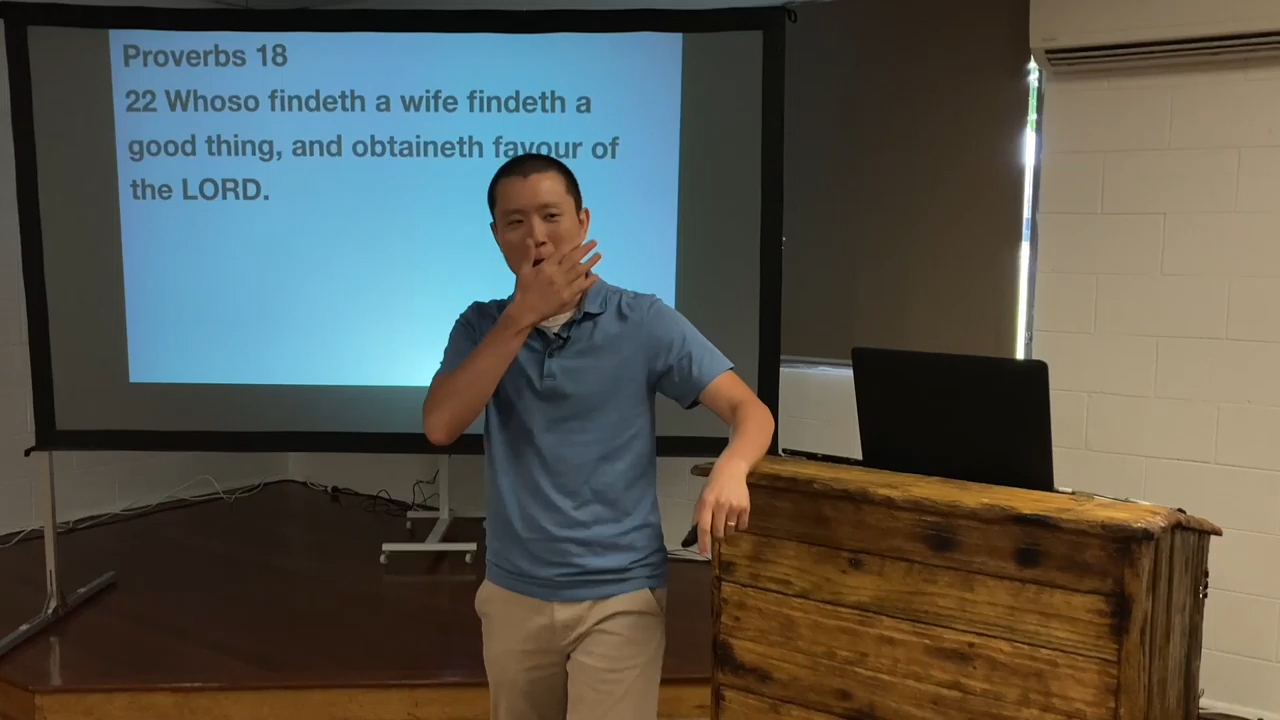 Proverbs 18
22 Whoso findeth a wife findeth a
good thing, and obtaineth favour of
the LORD.